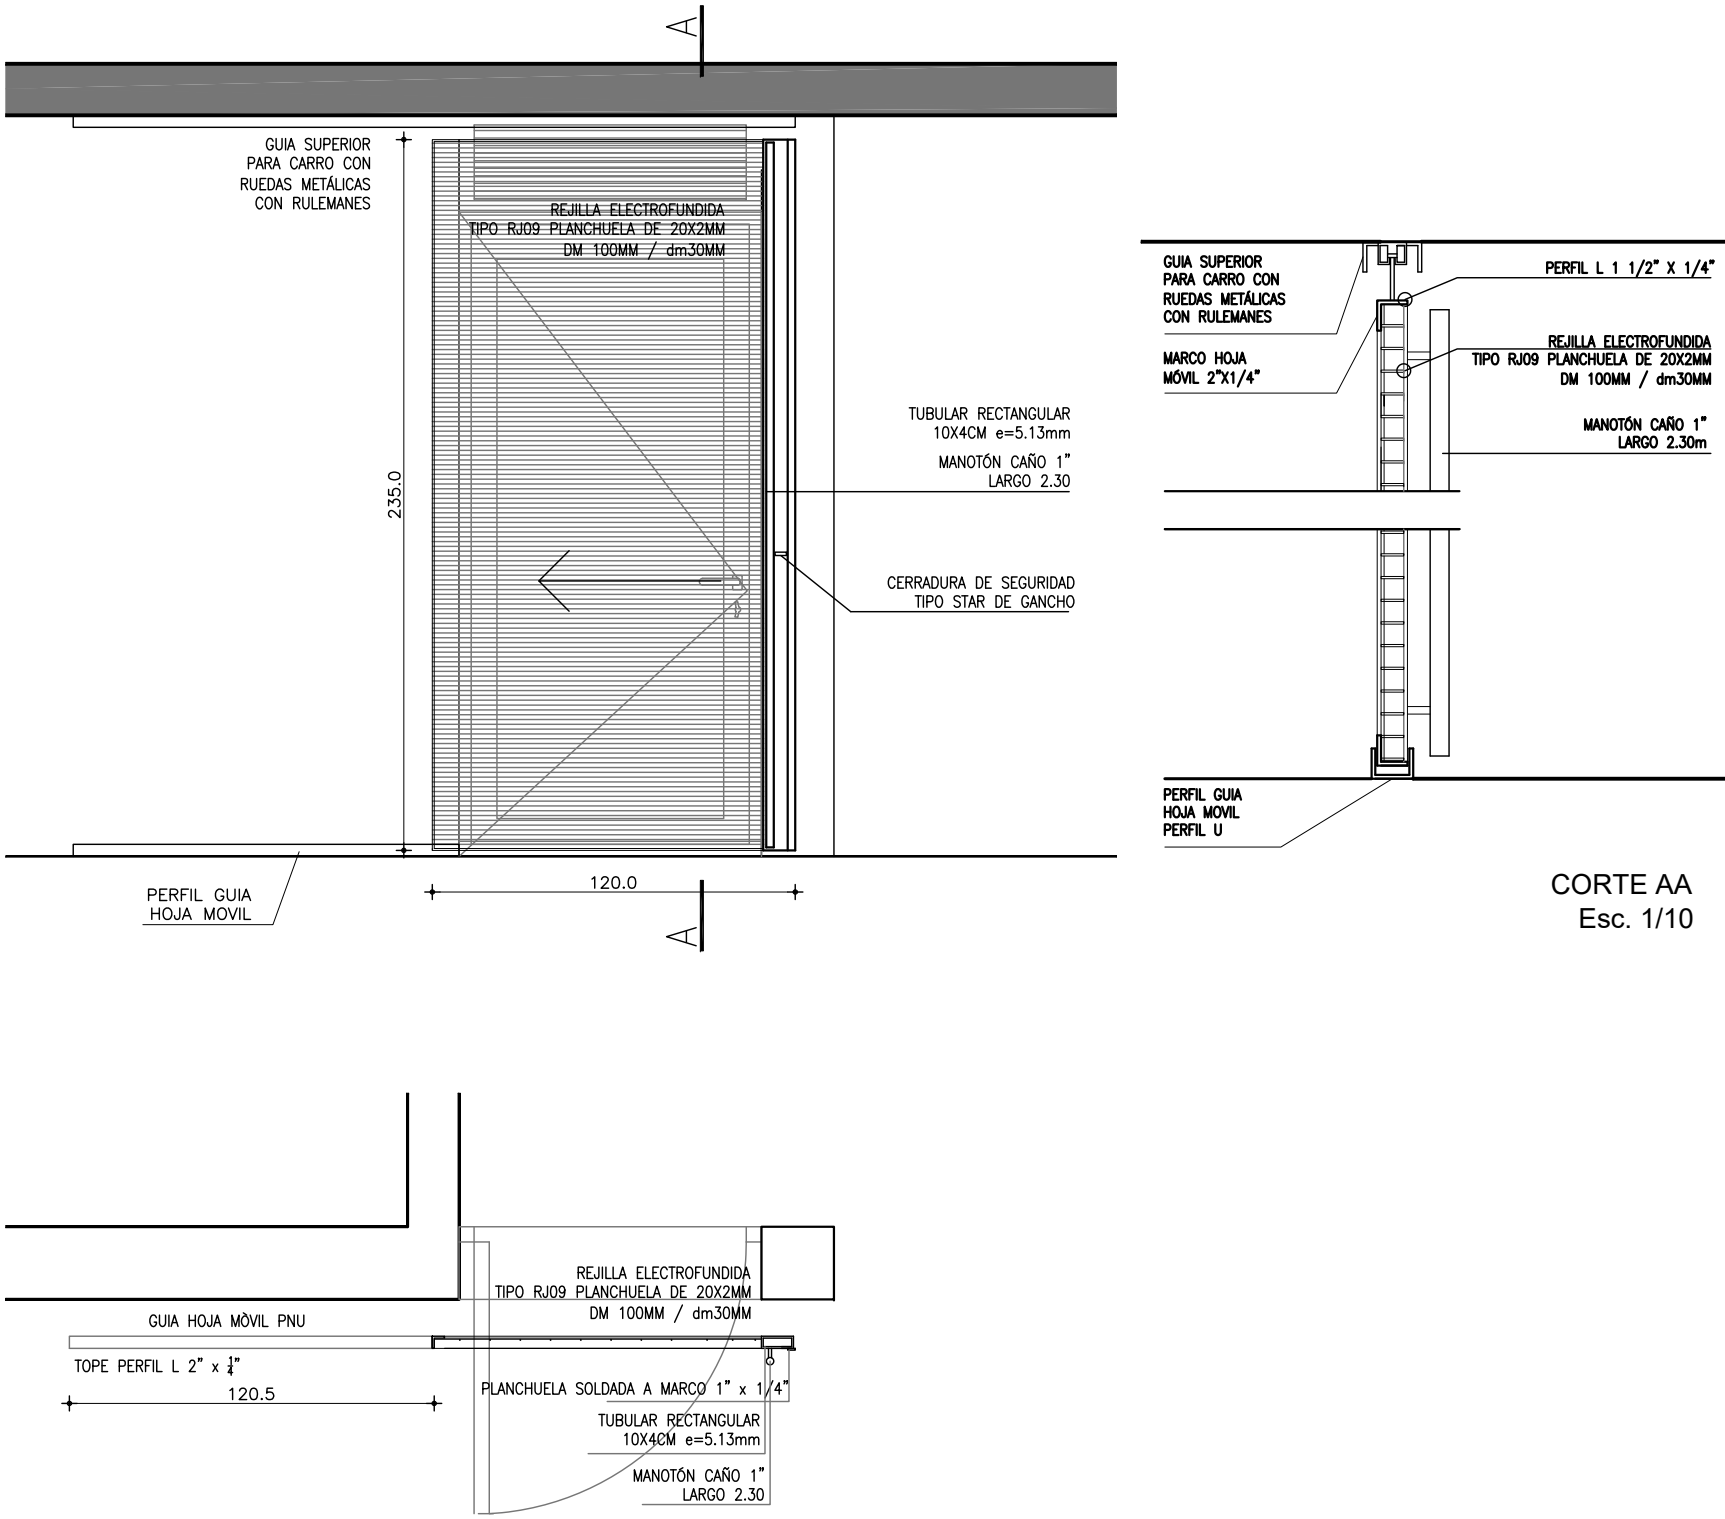 A
GUIA SUPERIOR
PARA CARRO CON
RUEDAS METÁLICAS
CON RULEMANES
REJILLA ELECTROFUNDIDA
TIPO RJ09 PLANCHUELA DE 20X2MM
DM 100MM / dm30MM
235.0
TUBULAR RECTANGULAR
10X4CM e=5.13mm
MANOTÓN CAÑO 1"
LARGO 2.30
CERRADURA DE SEGURIDAD
TIPO STAR DE GANCHO
120.0
PERFIL GUIA
HOJA MOVIL
A
GUIA SUPERIOR
PARA CARRO CON
RUEDAS METÁLICAS
CON RULEMANES
MARCO HOJA
MÓVIL 2"X1/4"
PERFIL L 1 1/2" X 1/4"
REJILLA ELECTROFUNDIDA
TIPO RJ09 PLANCHUELA DE 20X2MM
DM 100MM / dm30MM
MANOTÓN CAÑO 1"
LARGO 2.30m
PERFIL GUIA
HOJA MOVIL
PERFIL U
CORTE AA
Esc. 1/10
REJILLA ELECTROFUNDIDA
TIPO RJ09 PLANCHUELA DE 20X2MM
DM 100MM / dm30MM
GUIA HOJA MÒVIL PNU
TOPE PERFIL L 2" x ¼"
120.5
PLANCHUELA SOLDADA A MARCO 1" x 1/4"
TUBULAR RECTANGULAR
10X4CM e=5.13mm
MANOTÓN CAÑO 1"
LARGO 2.30